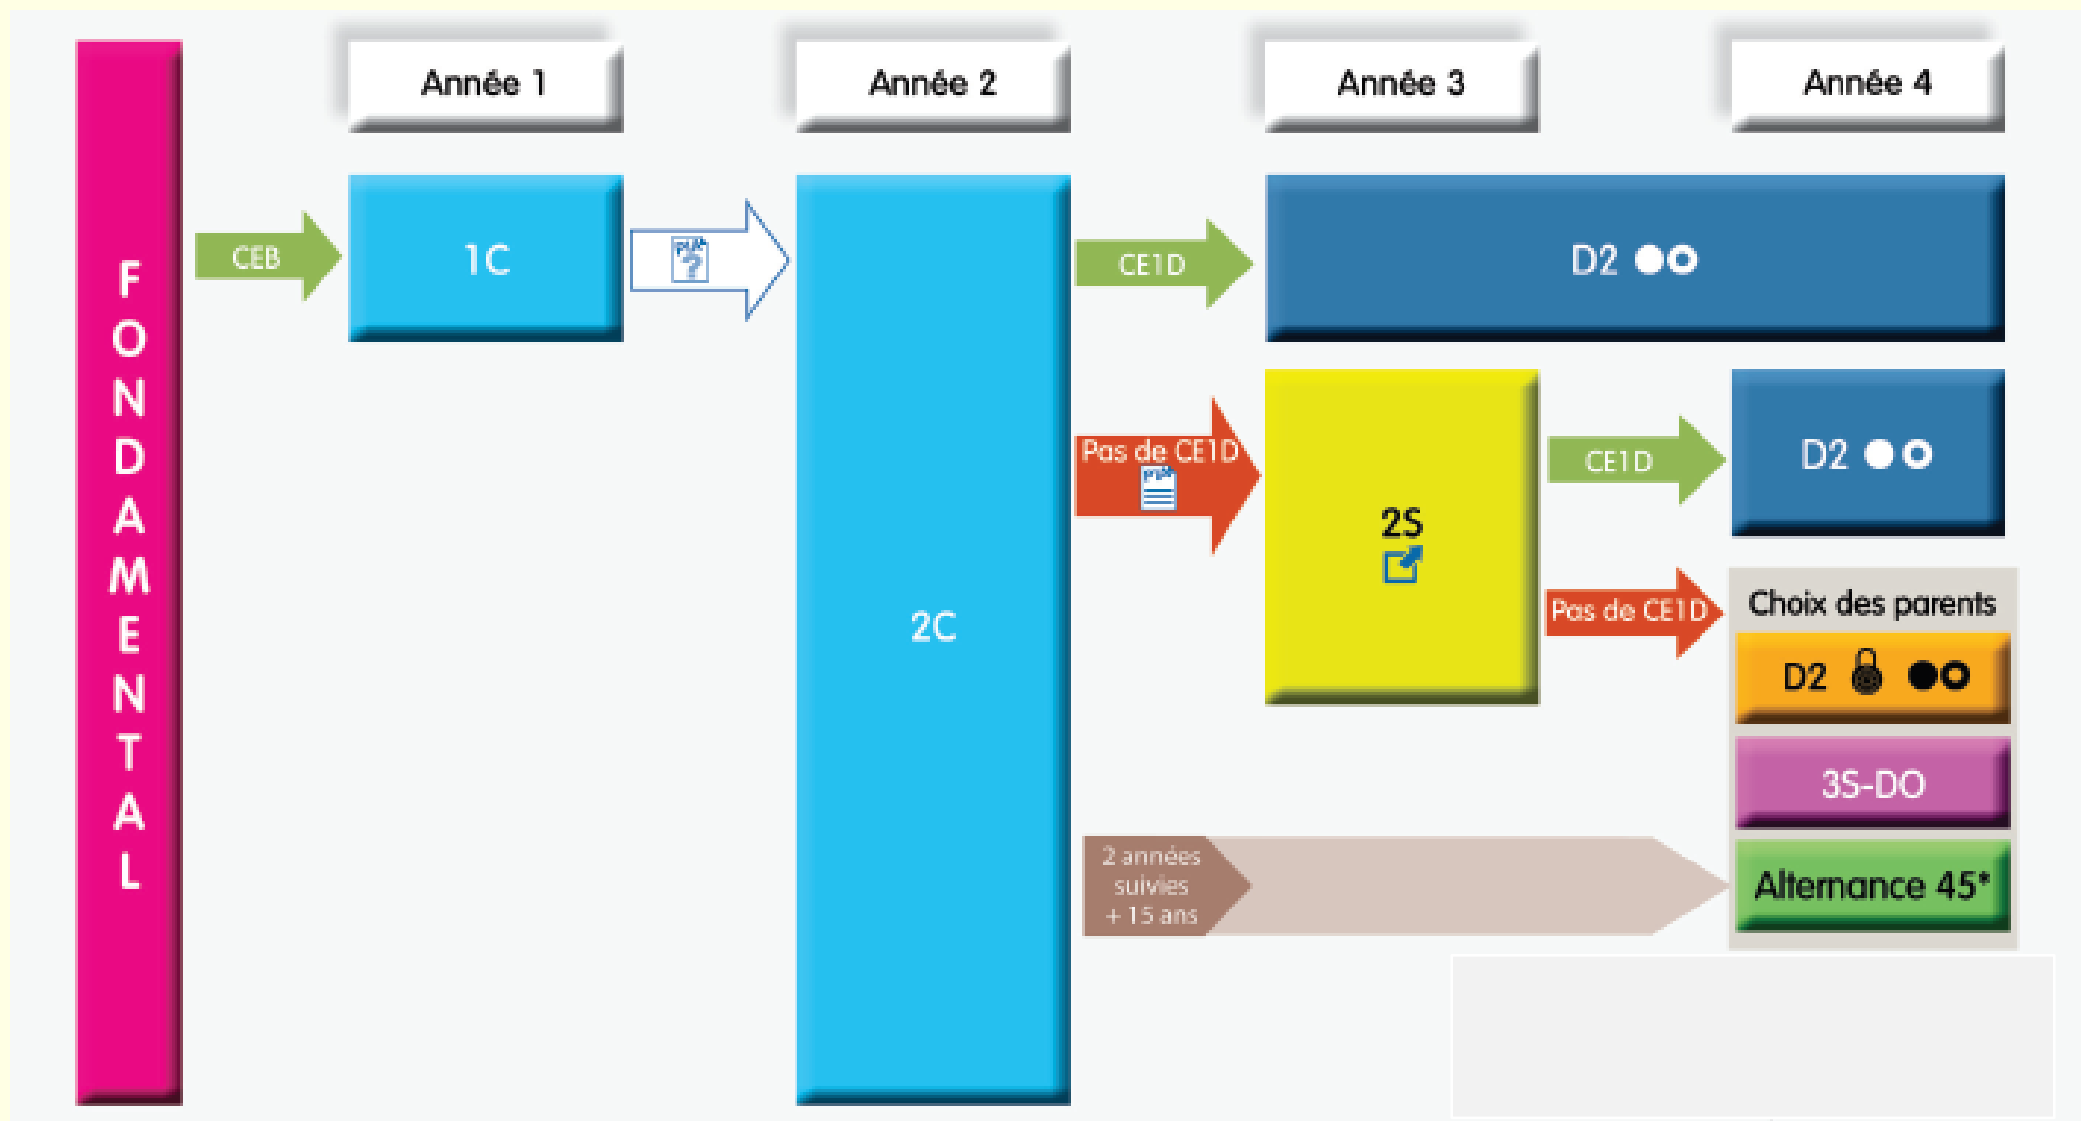 FONDAMENTAL
Année 1
Année 2
Année 3
Année 4
CEB
1C
PIA
?
2C
CE1D
D2
Pas de CE1D
PIA
2S
CE1D
D2
Pas de CE1D
Choix des parents
D2
3S-DO
2 années
suivies
+ 15 ans
Alternance 45*